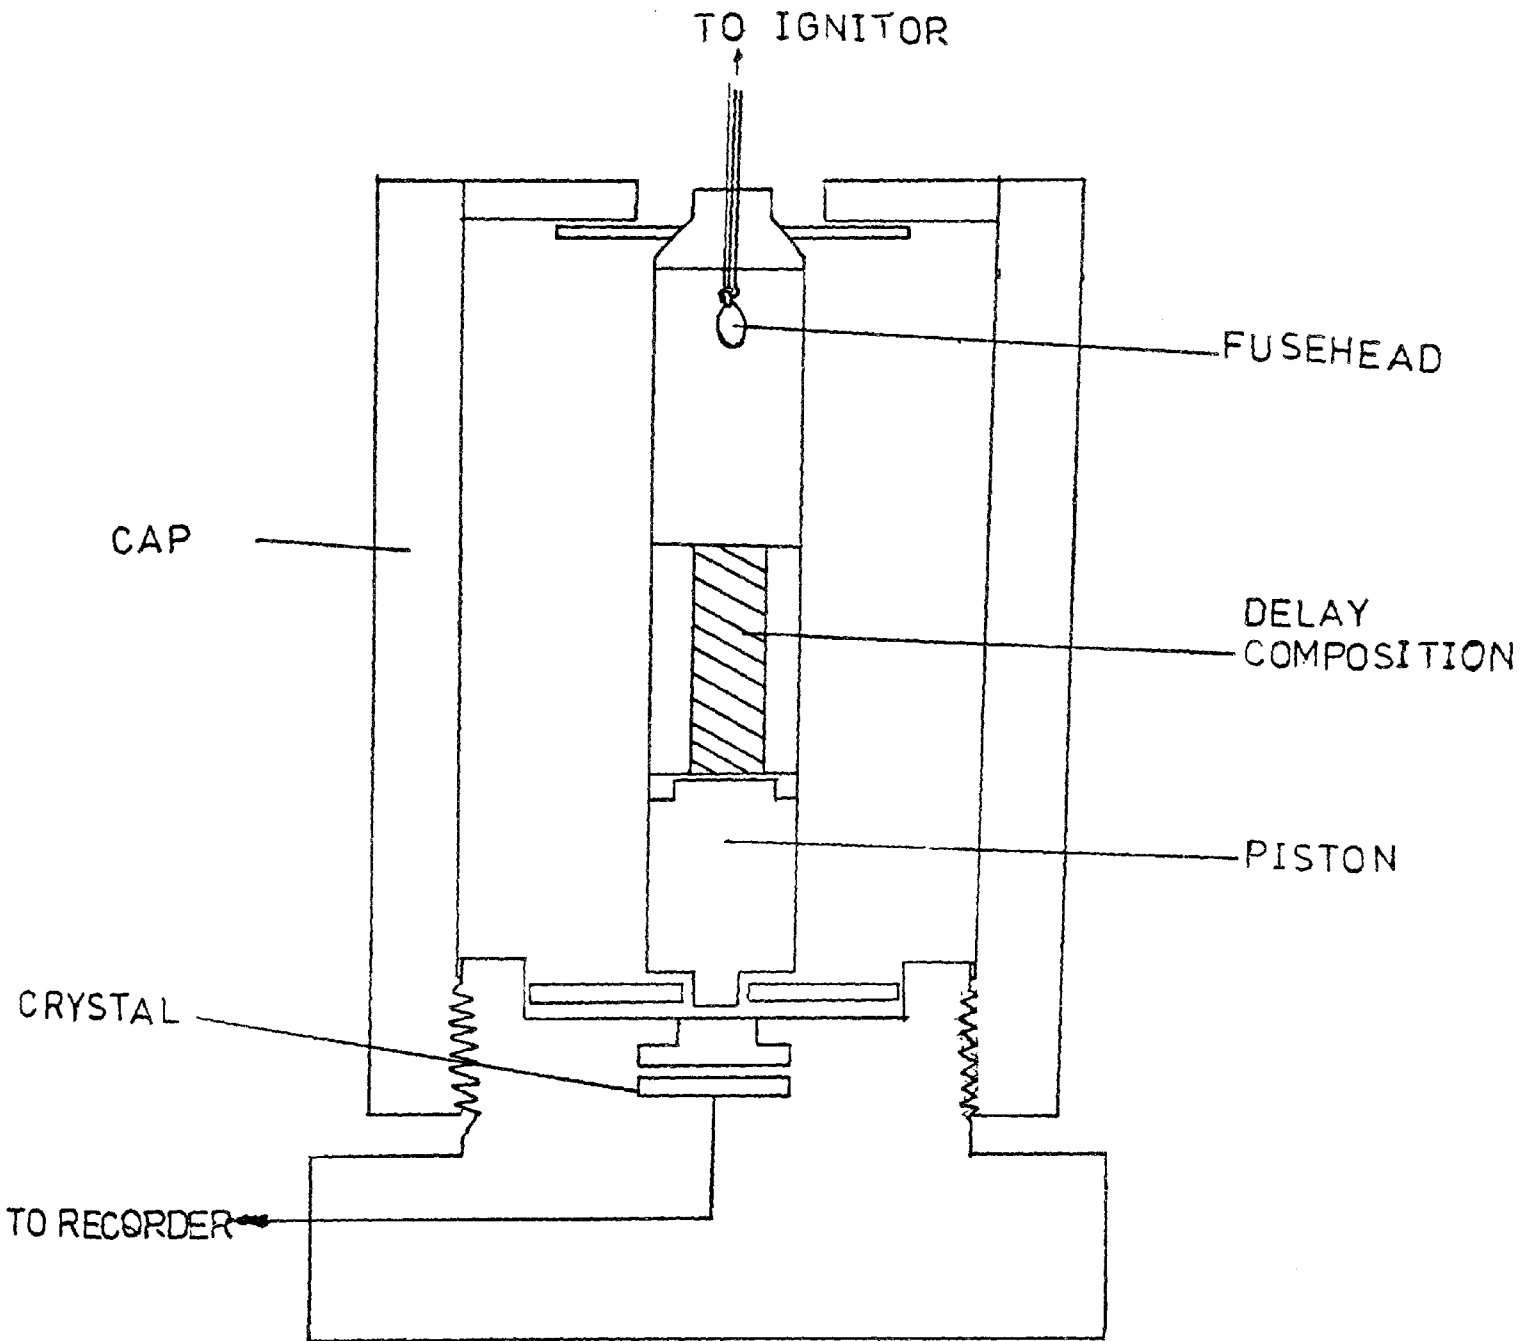 TO IGNITOR
FUSEHEAD
CAP
DELAY
COMPOSITION
PISTON
CRYSTAL
TO RECORDER